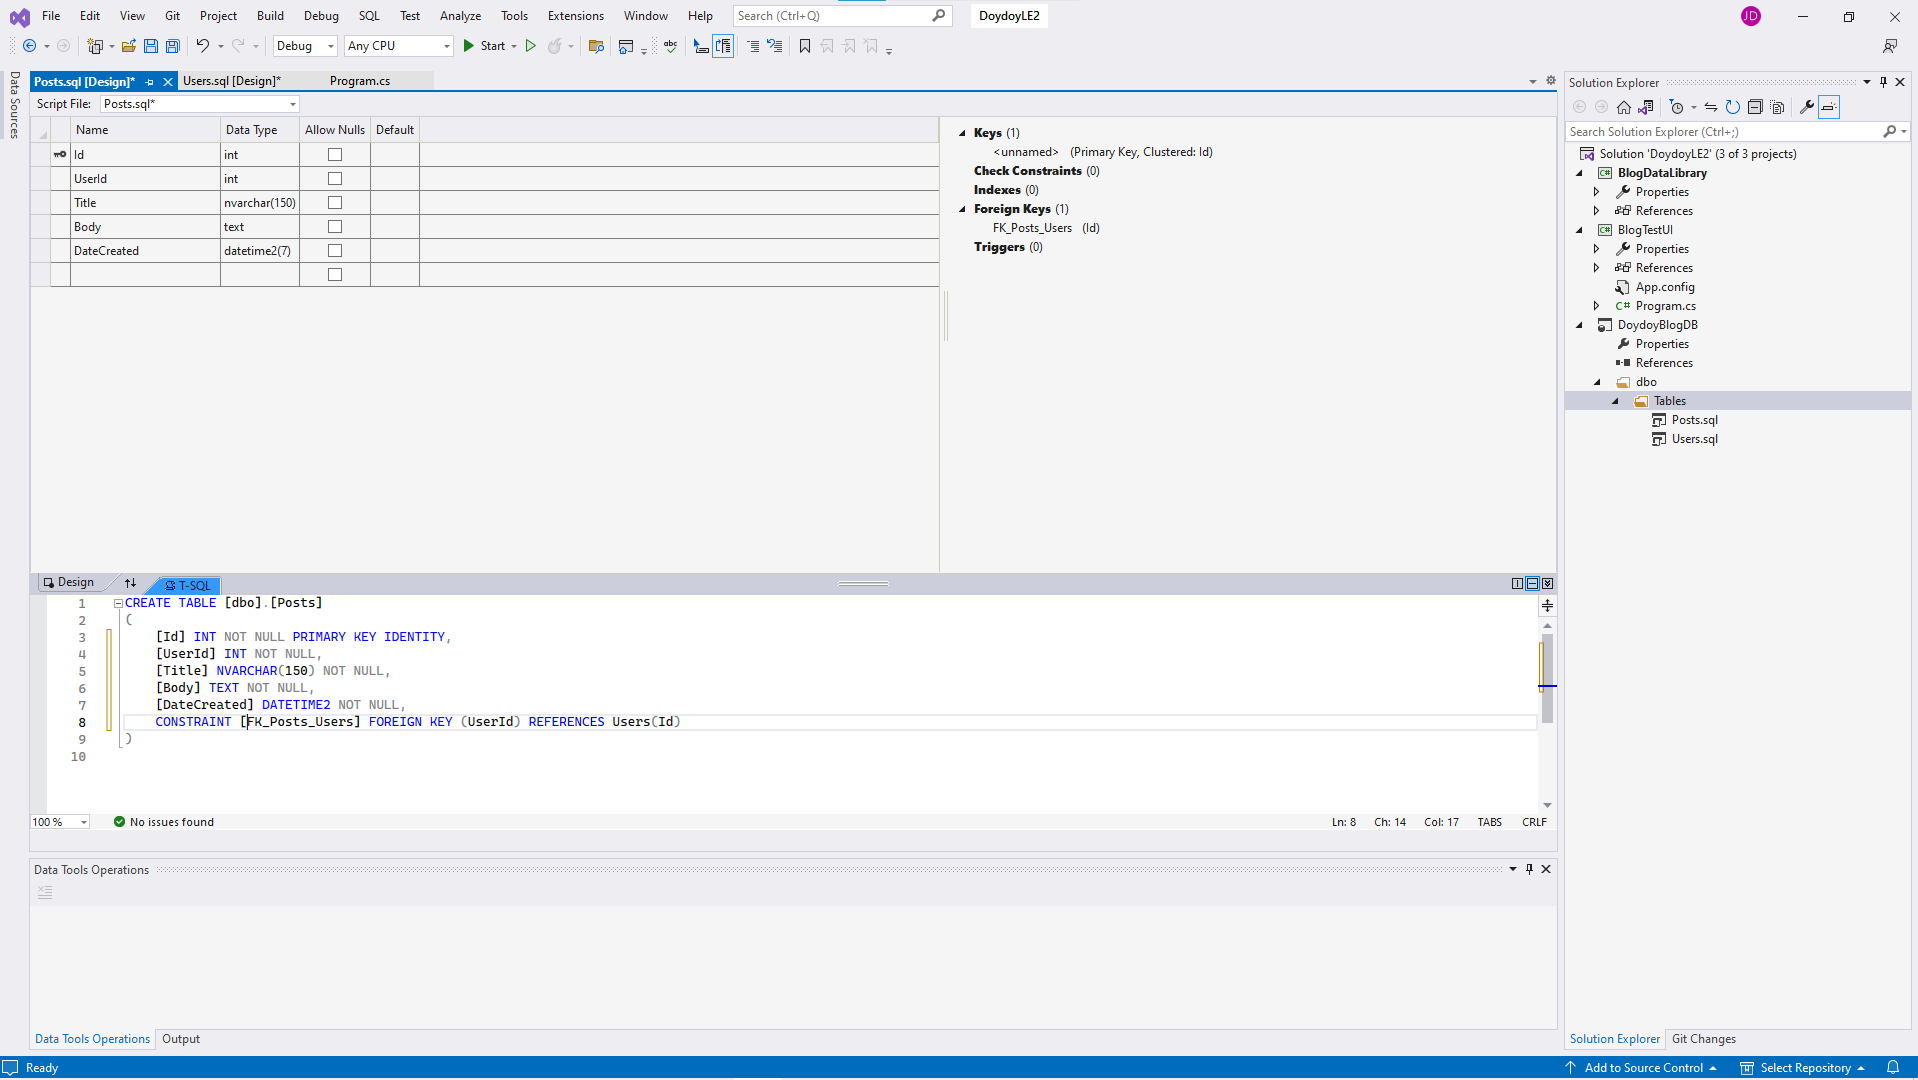 File Edit View Git Project Build Debug SQL Test Analyze Tools Extensions Window Help Search (Ctrl+Q) DoydoyLE2 JD
Debug Any CPU Start abc
Data Sources
Posts.sql [Design]* Users.sql [Design]* Program.cs
Script File: Posts.sql*
Name Data Type Allow Nulls Default
Id int
UserId int
Title nvarchar(150)
Body text
DateCreated datetime2(7)
Keys (1)
<unnamed> (Primary Key, Clustered: Id)
Check Constraints (0)
Indexes (0)
Foreign Keys (1)
FK_Posts_Users (Id)
Triggers (0)
Design T-SQL
1 CREATE TABLE [dbo].[Posts]
2 (
3 [Id] INT NOT NULL PRIMARY KEY IDENTITY,
4 [UserId] INT NOT NULL,
5 [Title] NVARCHAR(150) NOT NULL,
6 [Body] TEXT NOT NULL,
7 [DateCreated] DATETIME2 NOT NULL,
8 CONSTRAINT [FK_Posts_Users] FOREIGN KEY (UserId) REFERENCES Users(Id)
9 )
10
100 % No issues found Ln: 8 Ch: 14 Col: 17 TABS CRLF
Data Tools Operations
Data Tools Operations Output
Solution Explorer
Search Solution Explorer (Ctrl+;)
Solution 'DoydoyLE2' (3 of 3 projects)
C# BlogDataLibrary
Properties
References
C# BlogTestUI
Properties
References
App.config
C# Program.cs
DoydoyBlogDB
Properties
References
dbo
Tables
Posts.sql
Users.sql
Solution Explorer Git Changes
Ready Add to Source Control Select Repository